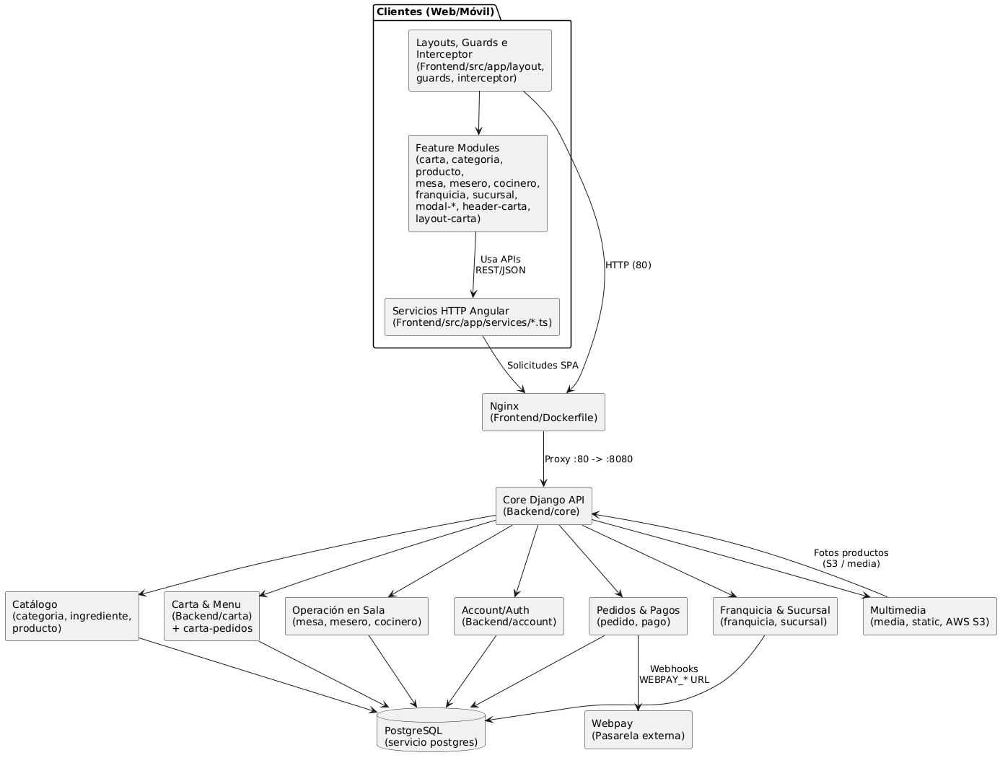 Clientes (Web/Móvil)
Layouts, Guards e
Interceptor
(Frontend/src/app/layout,
guards, interceptor)
Feature Modules
(carta, categoria,
producto,
mesa, mesero, cocinero,
franquicia, sucursal,
modal-*, header-carta,
layout-carta)
HTTP (80)
Usa APIs
REST/JSON
Servicios HTTP Angular
(Frontend/src/app/services/*.ts)
Solicitudes SPA
Nginx
(Frontend/Dockerfile)
Proxy :80 -> :8080
Core Django API
(Backend/core)
Fotos productos
(S3 / media)
Catálogo
(categoria, ingrediente,
producto)
Carta & Menu
(Backend/carta)
+ carta-pedidos
Operación en Sala
(mesa, mesero, cocinero)
Account/Auth
(Backend/account)
Pedidos & Pagos
(pedido, pago)
Franquicia & Sucursal
(franquicia, sucursal)
Multimedia
(media, static, AWS S3)
Webhooks
WEBPAY_* URL
PostgreSQL
(servicio postgres)
Webpay
(Pasarela externa)